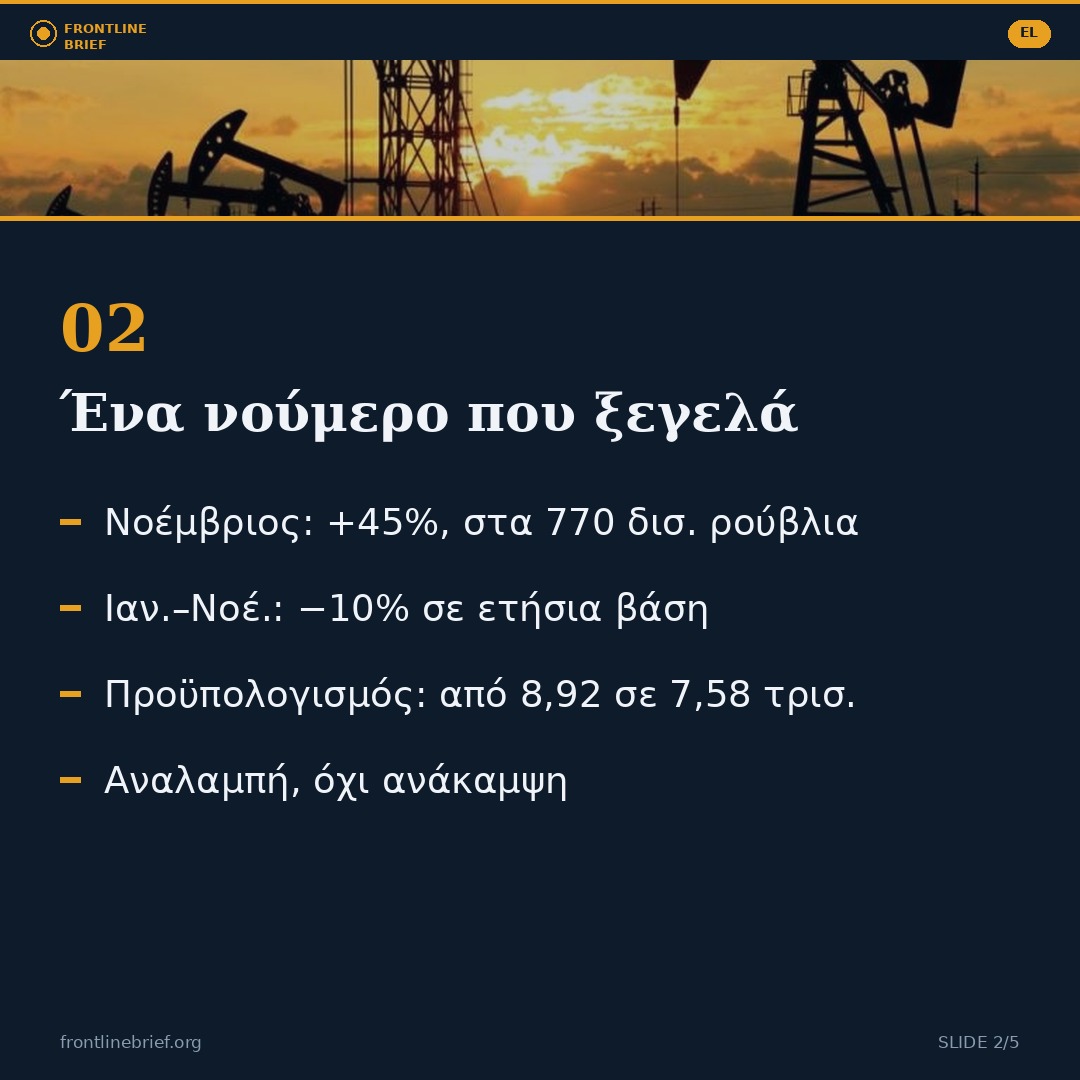 FRONTLINE
BRIEF
EL
02
Ένα νούμερο που ξεγελά
– Νοέμβριος: +45%, στα 770 δισ. ρούβλια
– Ιαν.–Νοέ.: −10% σε ετήσια βάση
– Προϋπολογισμός: από 8,92 σε 7,58 τρισ.
– Αναλαμπή, όχι ανάκαμψη
frontlinebrief.org
SLIDE 2/5